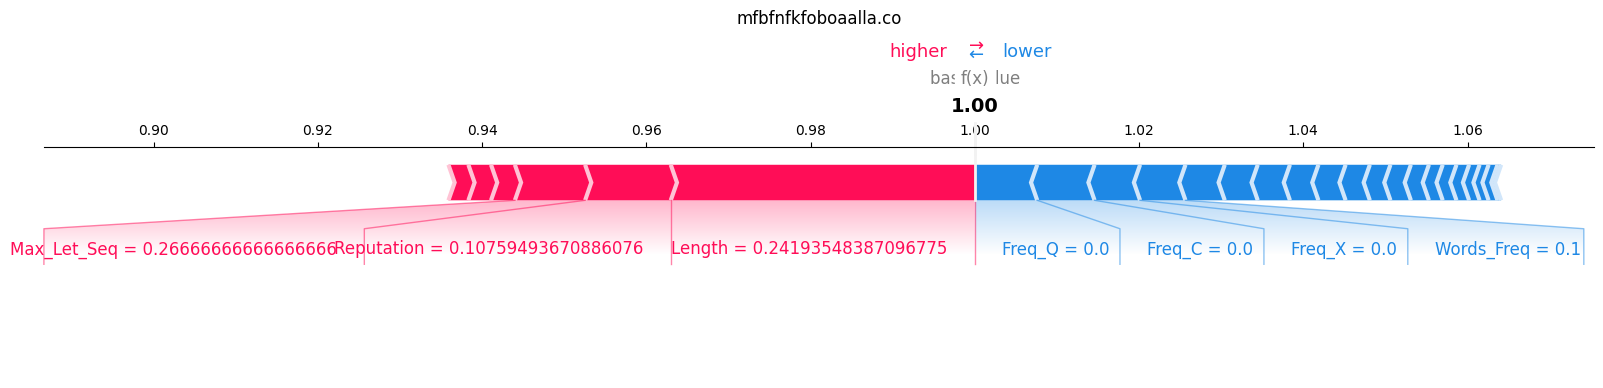 mfbfnfkfoboaalla.co
higher ⇄ lower
f(x) lue
1.00
0.90 0.92 0.94 0.96 0.98 1.00 1.02 1.04 1.06
Max_Let_Seq = 0.26666666666666666 Reputation = 0.10759493670886076 Length = 0.24193548387096775 Freq_Q = 0.0 Freq_C = 0.0 Freq_X = 0.0 Words_Freq = 0.1